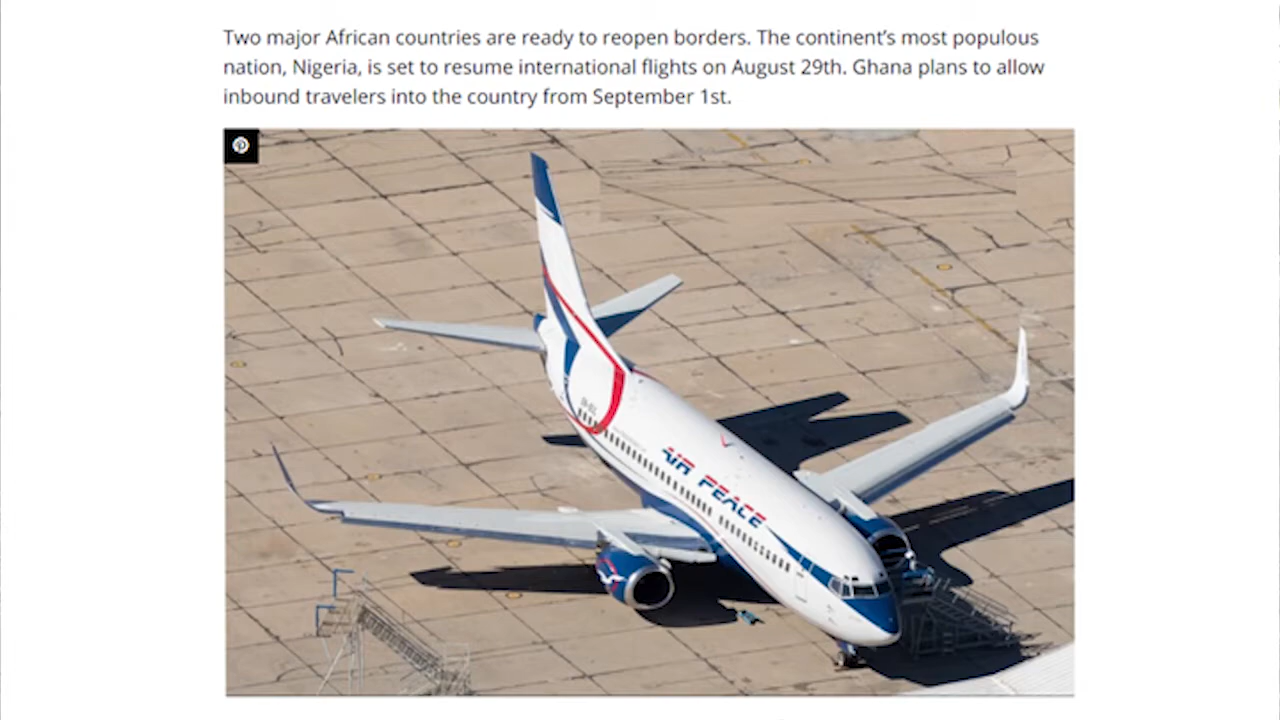 Two major African countries are ready to reopen borders. The continent’s most populous
nation, Nigeria, is set to resume international flights on August 29th. Ghana plans to allow
inbound travelers into the country from September 1st.
AIR PEACE